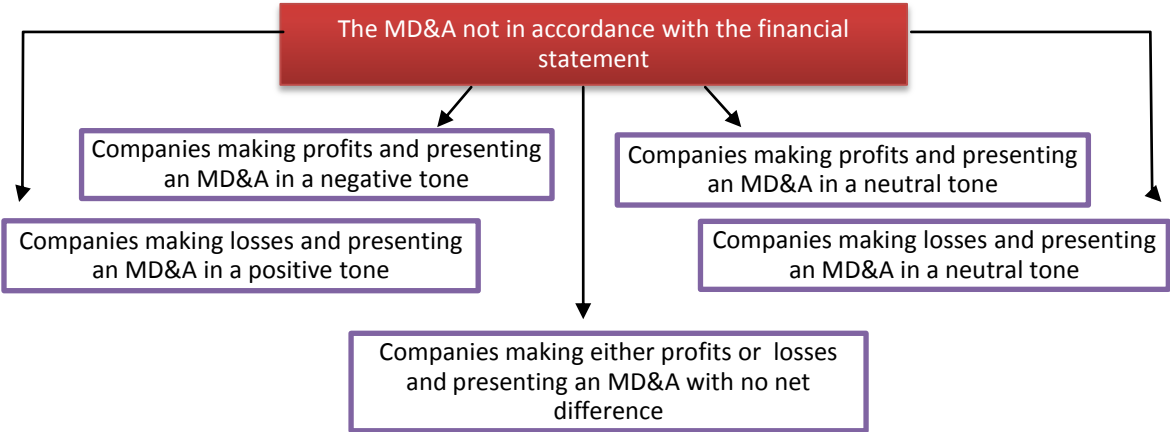 The MD&A not in accordance with the financial
statement
Companies making profits and presenting
an MD&A in a negative tone
Companies making profits and presenting
an MD&A in a neutral tone
Companies making losses and presenting
an MD&A in a positive tone
Companies making losses and presenting
an MD&A in a neutral tone
Companies making either profits or losses
and presenting an MD&A with no net
difference